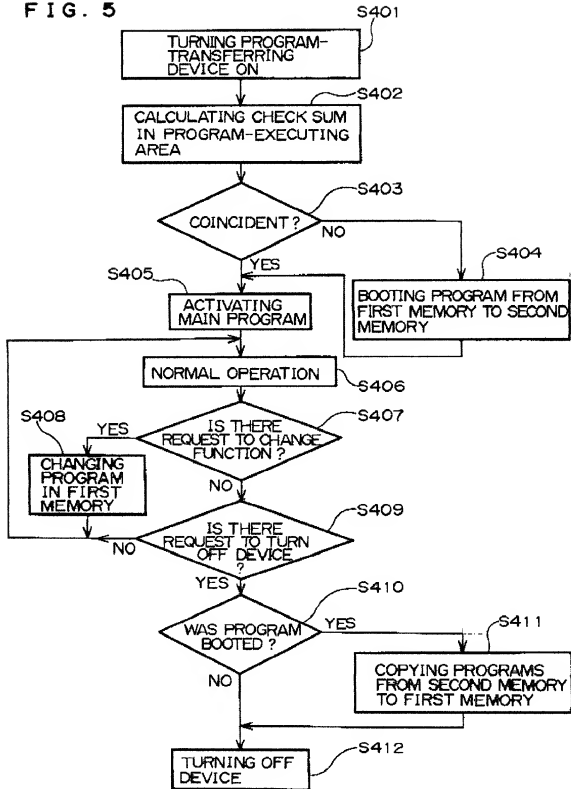 FIG. 5
S401
TURNING PROGRAM-
TRANSFERRING
DEVICE ON
S402
CALCULATING CHECK SUM
IN PROGRAM-EXECUTING
AREA
S403
COINCIDENT?
NO
YES
S404
BOOTING PROGRAM FROM
FIRST MEMORY TO SECOND
MEMORY
S405
ACTIVATING
MAIN PROGRAM
NORMAL OPERATION
S406
S407
IS THERE
REQUEST TO CHANGE
FUNCTION?
YES
NO
S408
CHANGING
PROGRAM
IN FIRST
MEMORY
S409
IS THERE
REQUEST TO TURN
OFF DEVICE
?
NO
YES
S410
WAS PROGRAM
BOOTED?
YES
NO
S411
COPYING PROGRAMS
FROM SECOND MEMORY
TO FIRST MEMORY
S412
TURNING OFF
DEVICE